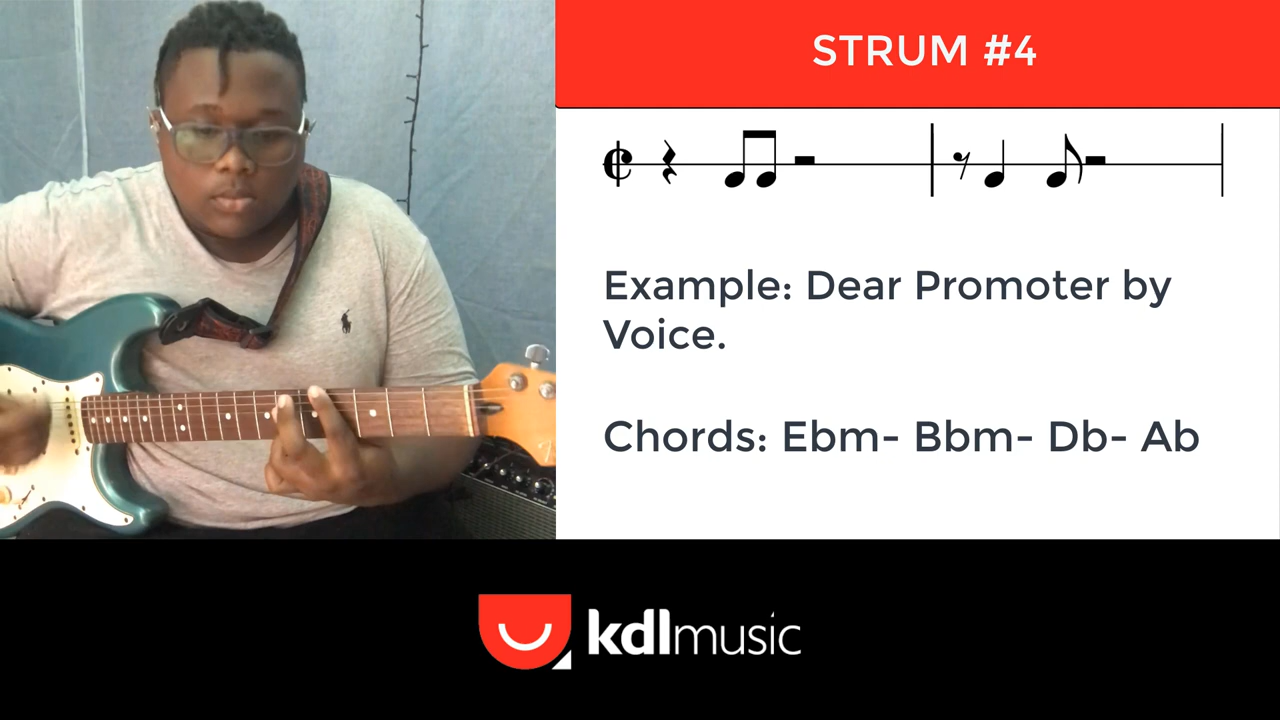 STRUM #4
Example: Dear Promoter by
Voice.
Chords: Ebm- Bbm- Db- Ab
kdlmusic